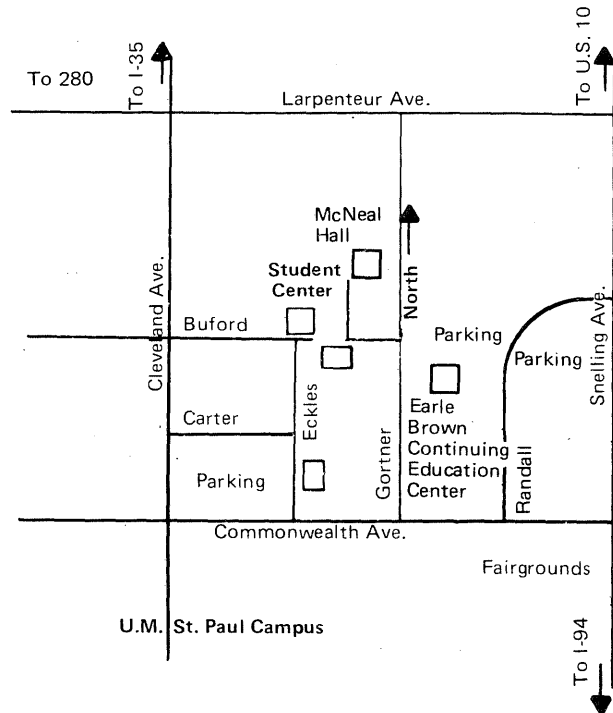 To 280
To I-35
To U.S. 10
Larpenteur Ave.
McNeal
Hall
Student
Center
North
Cleveland Ave.
Buford
Parking
Parking
Snelling Ave.
Carter
Eckles
Gortner
Earle
Brown
Continuing
Education
Center
Randall
Parking
Commonwealth Ave.
Fairgrounds
U.M. St. Paul Campus
To I-94